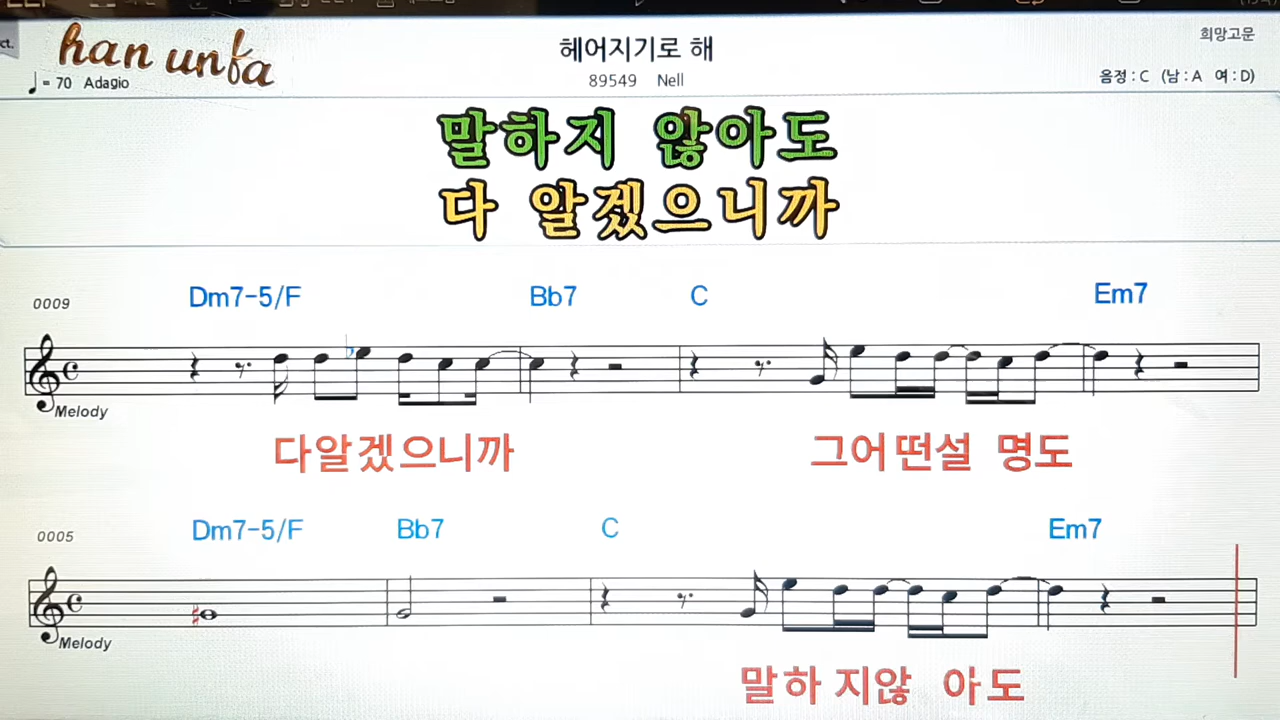 ct.
han unfa
헤어지기로 해
희망고문
♩= 70 Adagio
89549 Nell
음정 : C (남 : A 여 : D)
말하지 않아도
다 알겠으니까
0009 Dm7-5/F Bb7 C Em7
Melody
다알겠으니까 그어떤설 명도
0005 Dm7-5/F Bb7 C Em7
Melody
말하지않 아도